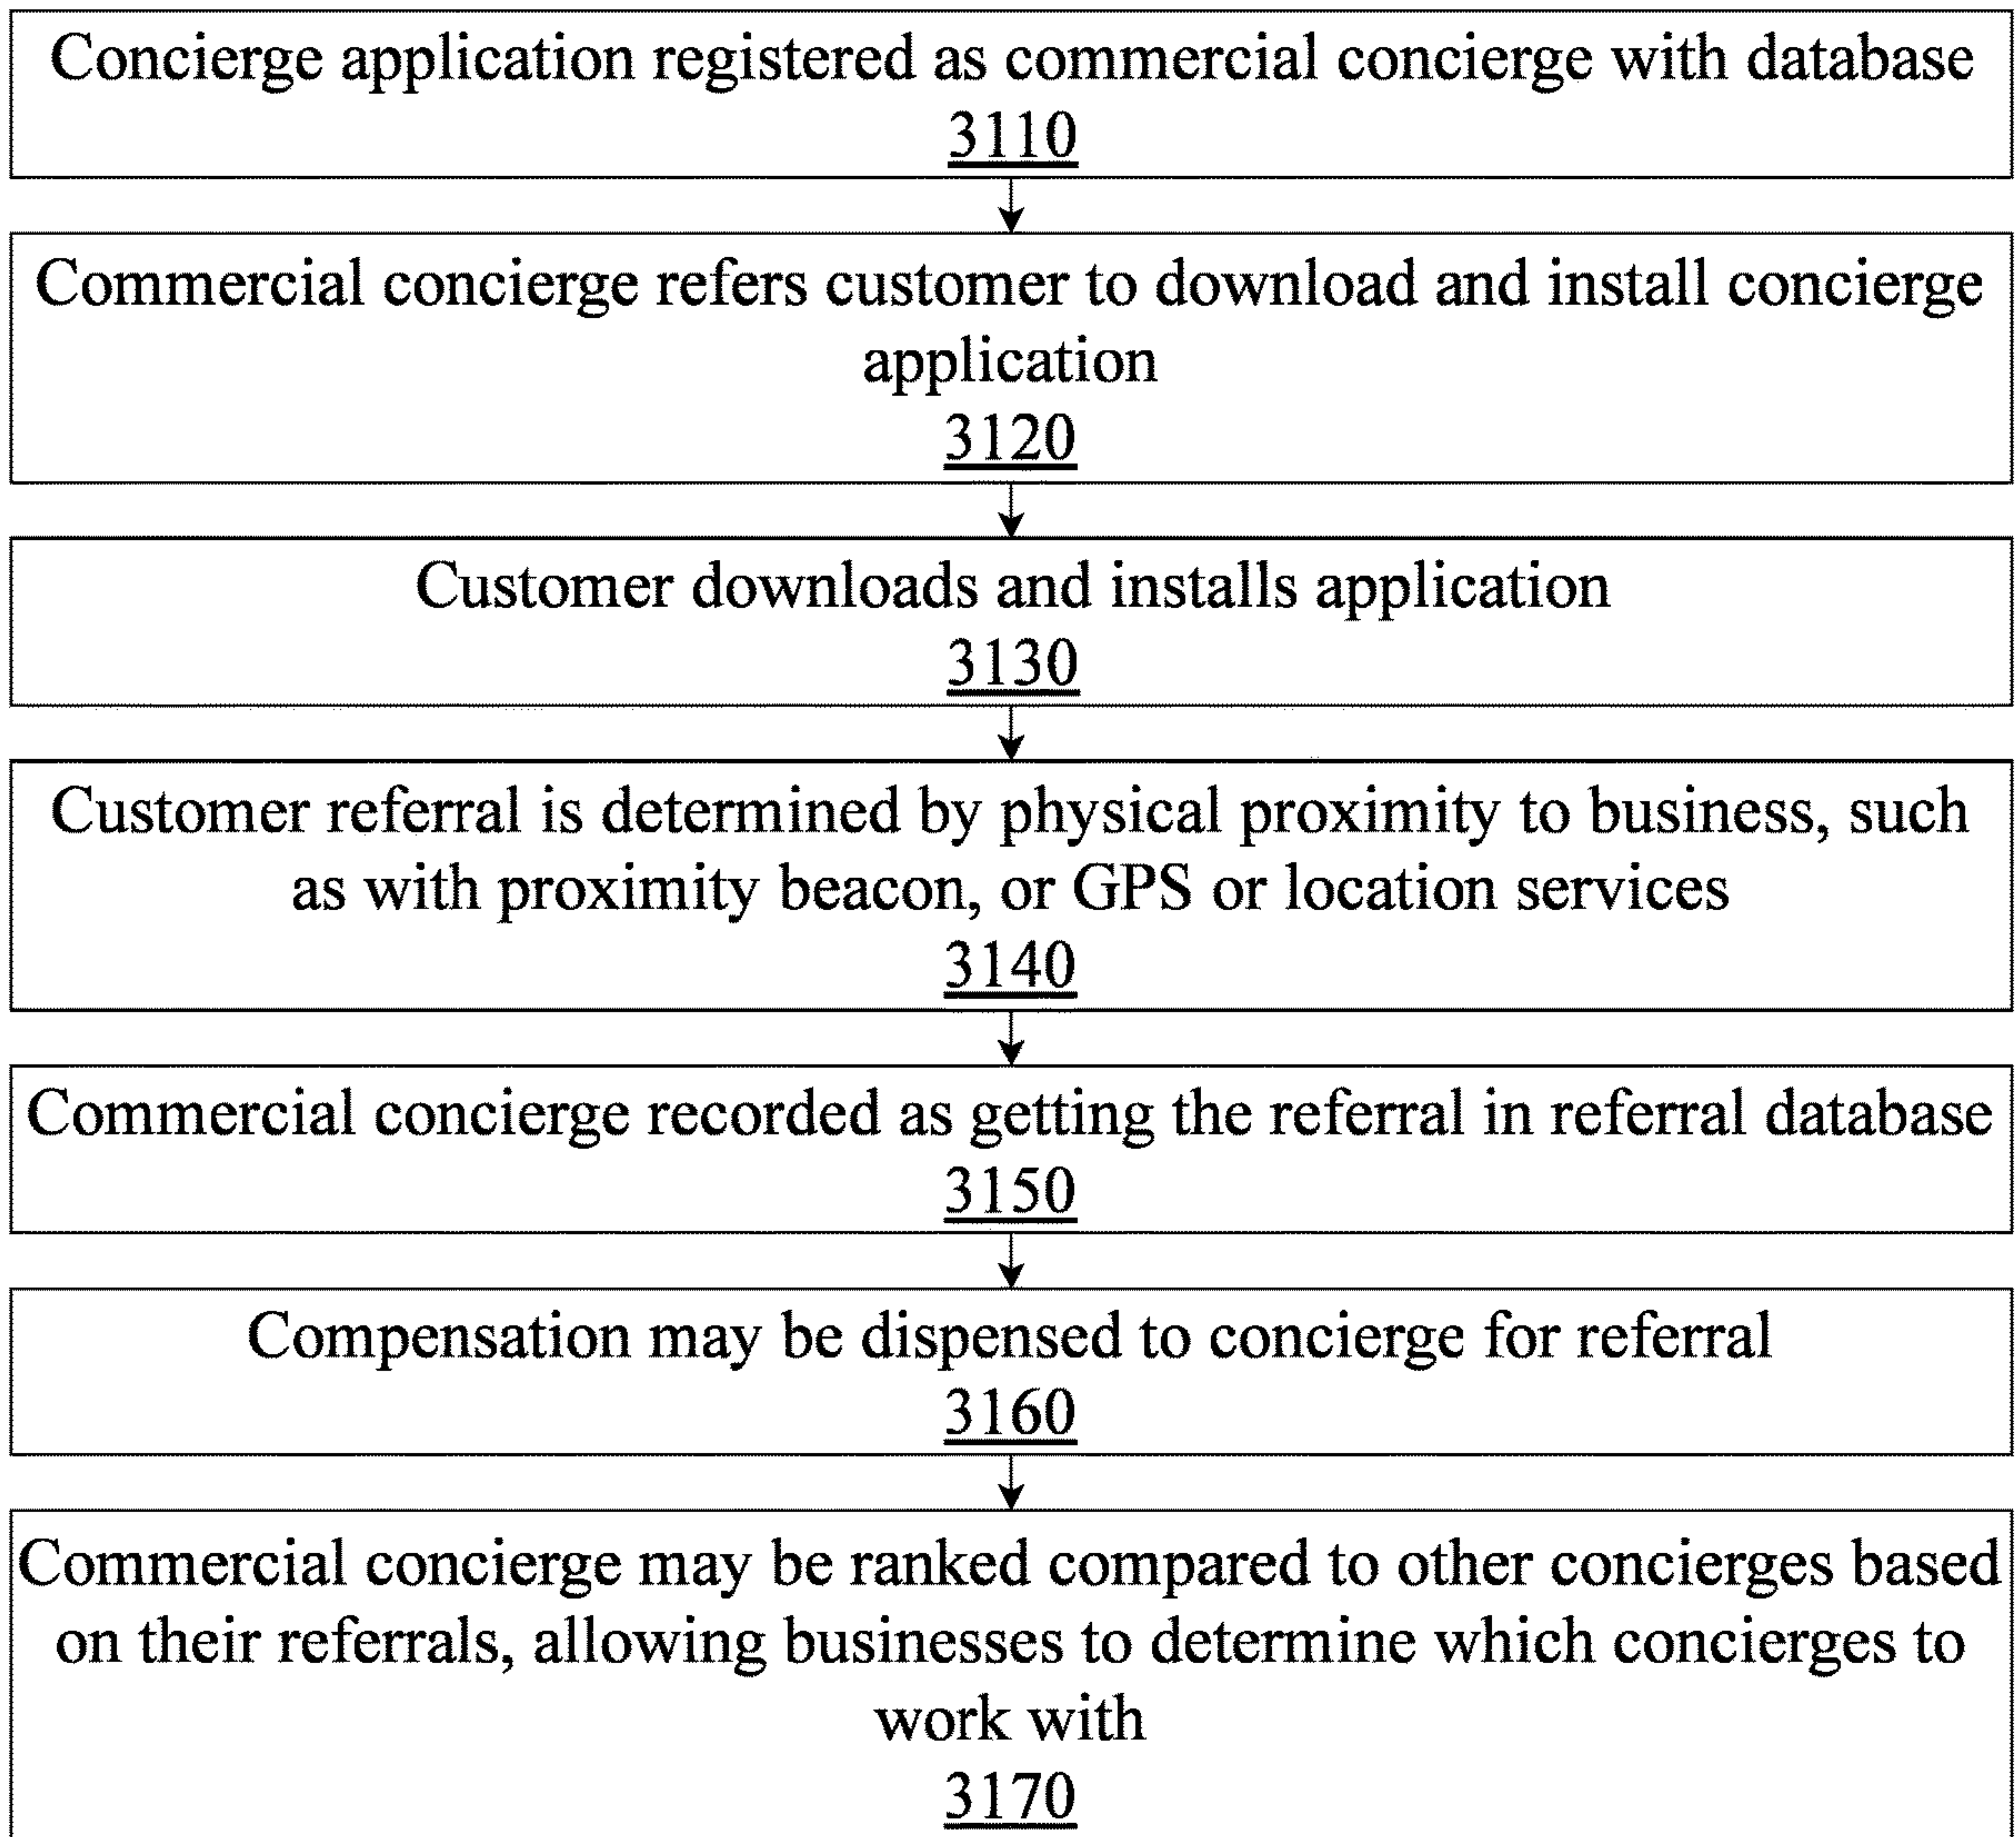 Concierge application registered as commercial concierge with database
3110
Commercial concierge refers customer to download and install concierge
application
3120
Customer downloads and installs application
3130
Customer referral is determined by physical proximity to business, such
as with proximity beacon, or GPS or location services
3140
Commercial concierge recorded as getting the referral in referral database
3150
Compensation may be dispensed to concierge for referral
3160
Commercial concierge may be ranked compared to other concierges based
on their referrals, allowing businesses to determine which concierges to
work with
3170